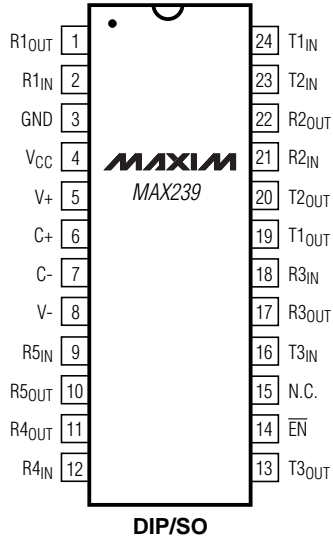 R1OUT 1 24 T1IN
R1IN 2 23 T2IN
GND 3 22 R2OUT
VCC 4 MAXIM 21 R2IN
V+ 5 MAX239 20 T2OUT
C+ 6 19 T1OUT
C- 7 18 R3IN
V- 8 17 R3OUT
R5IN 9 16 T3IN
R5OUT 10 15 N.C.
R4OUT 11 14 E̅N̅
R4IN 12 13 T3OUT
DIP/SO